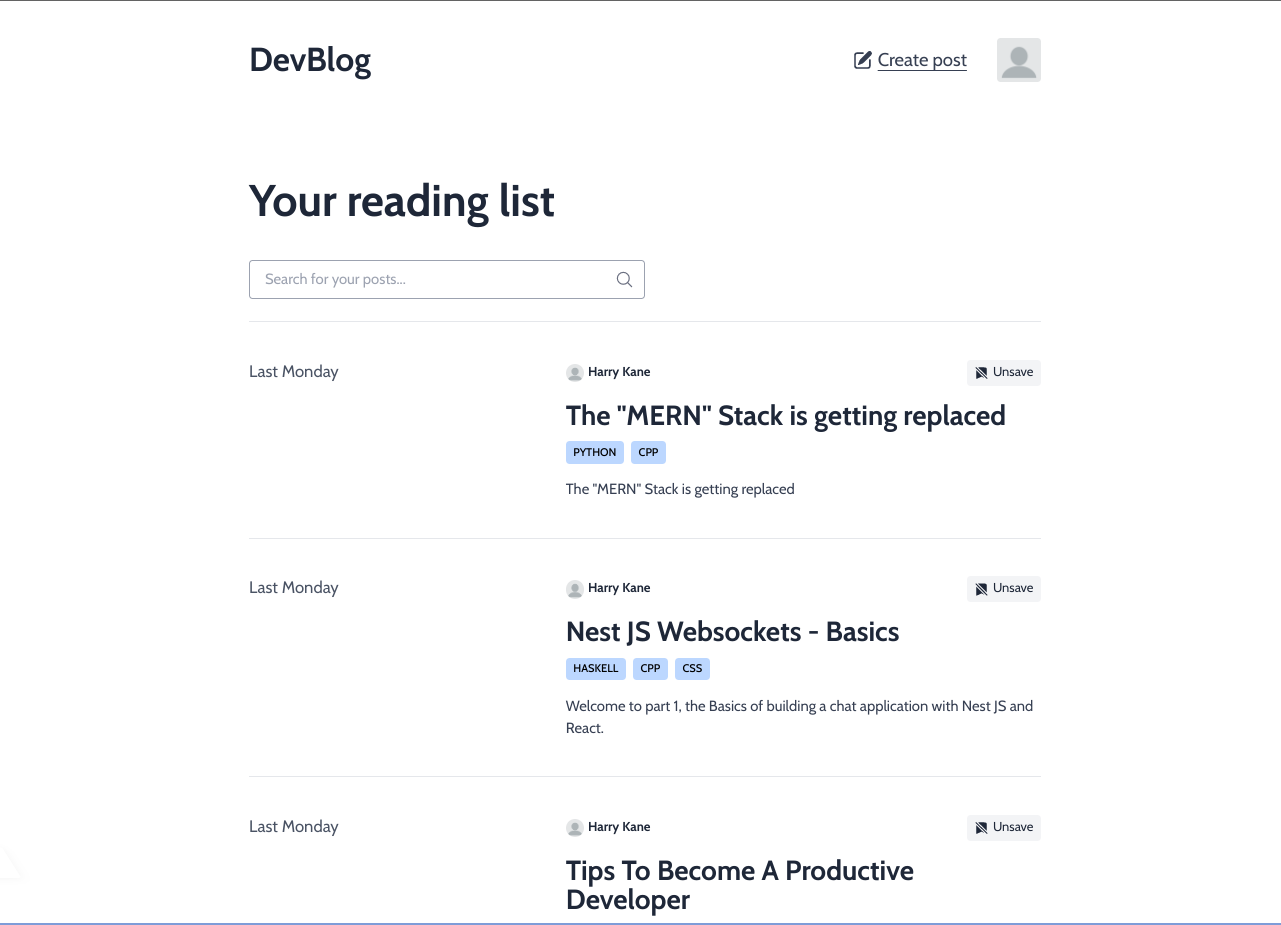 DevBlog
Create post
Your reading list
Search for your posts...
Last Monday
Harry Kane
Unsave
The "MERN" Stack is getting replaced
PYTHON CPP
The "MERN" Stack is getting replaced
Last Monday
Harry Kane
Unsave
Nest JS Websockets - Basics
HASKELL CPP CSS
Welcome to part 1, the Basics of building a chat application with Nest JS and
React.
Last Monday
Harry Kane
Unsave
Tips To Become A Productive
Developer